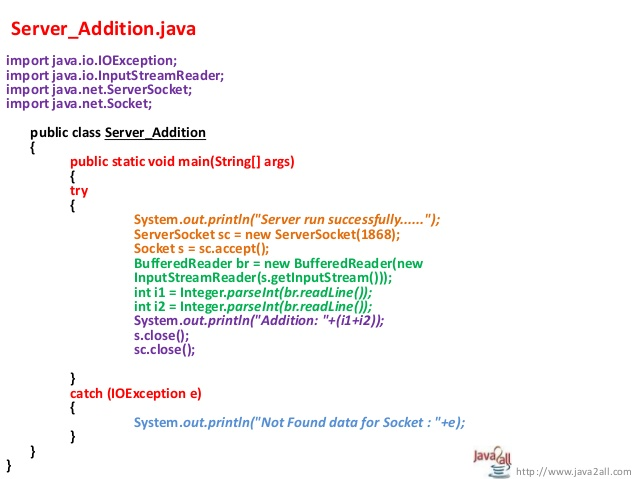 Server_Addition.java
import java.io.IOException;
import java.io.InputStreamReader;
import java.net.ServerSocket;
import java.net.Socket;
public class Server_Addition
{
public static void main(String[] args)
{
try
{
System.out.println("Server run successfully......");
ServerSocket sc = new ServerSocket(1868);
Socket s = sc.accept();
BufferedReader br = new BufferedReader(new
InputStreamReader(s.getInputStream()));
int i1 = Integer.parseInt(br.readLine());
int i2 = Integer.parseInt(br.readLine());
System.out.println("Addition: "+(i1+i2));
s.close();
sc.close();
}
catch (IOException e)
{
System.out.println("Not Found data for Socket : "+e);
}
}
}
Java2all
http://www.java2all.com